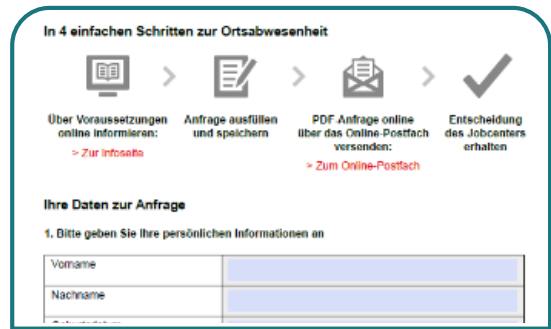 In 4 einfachen Schritten zur Ortsabwesenheit
Über Voraussetzungen
online informieren:
> Zur Infoseite
Anfrage ausfüllen
und speichern
PDF-Anfrage online
über das Online-Postfach
versenden:
> Zum Online-Postfach
Entscheidung
des Jobcenters
erhalten
Ihre Daten zur Anfrage
1. Bitte geben Sie Ihre persönlichen Informationen an
Vorname
Nachname